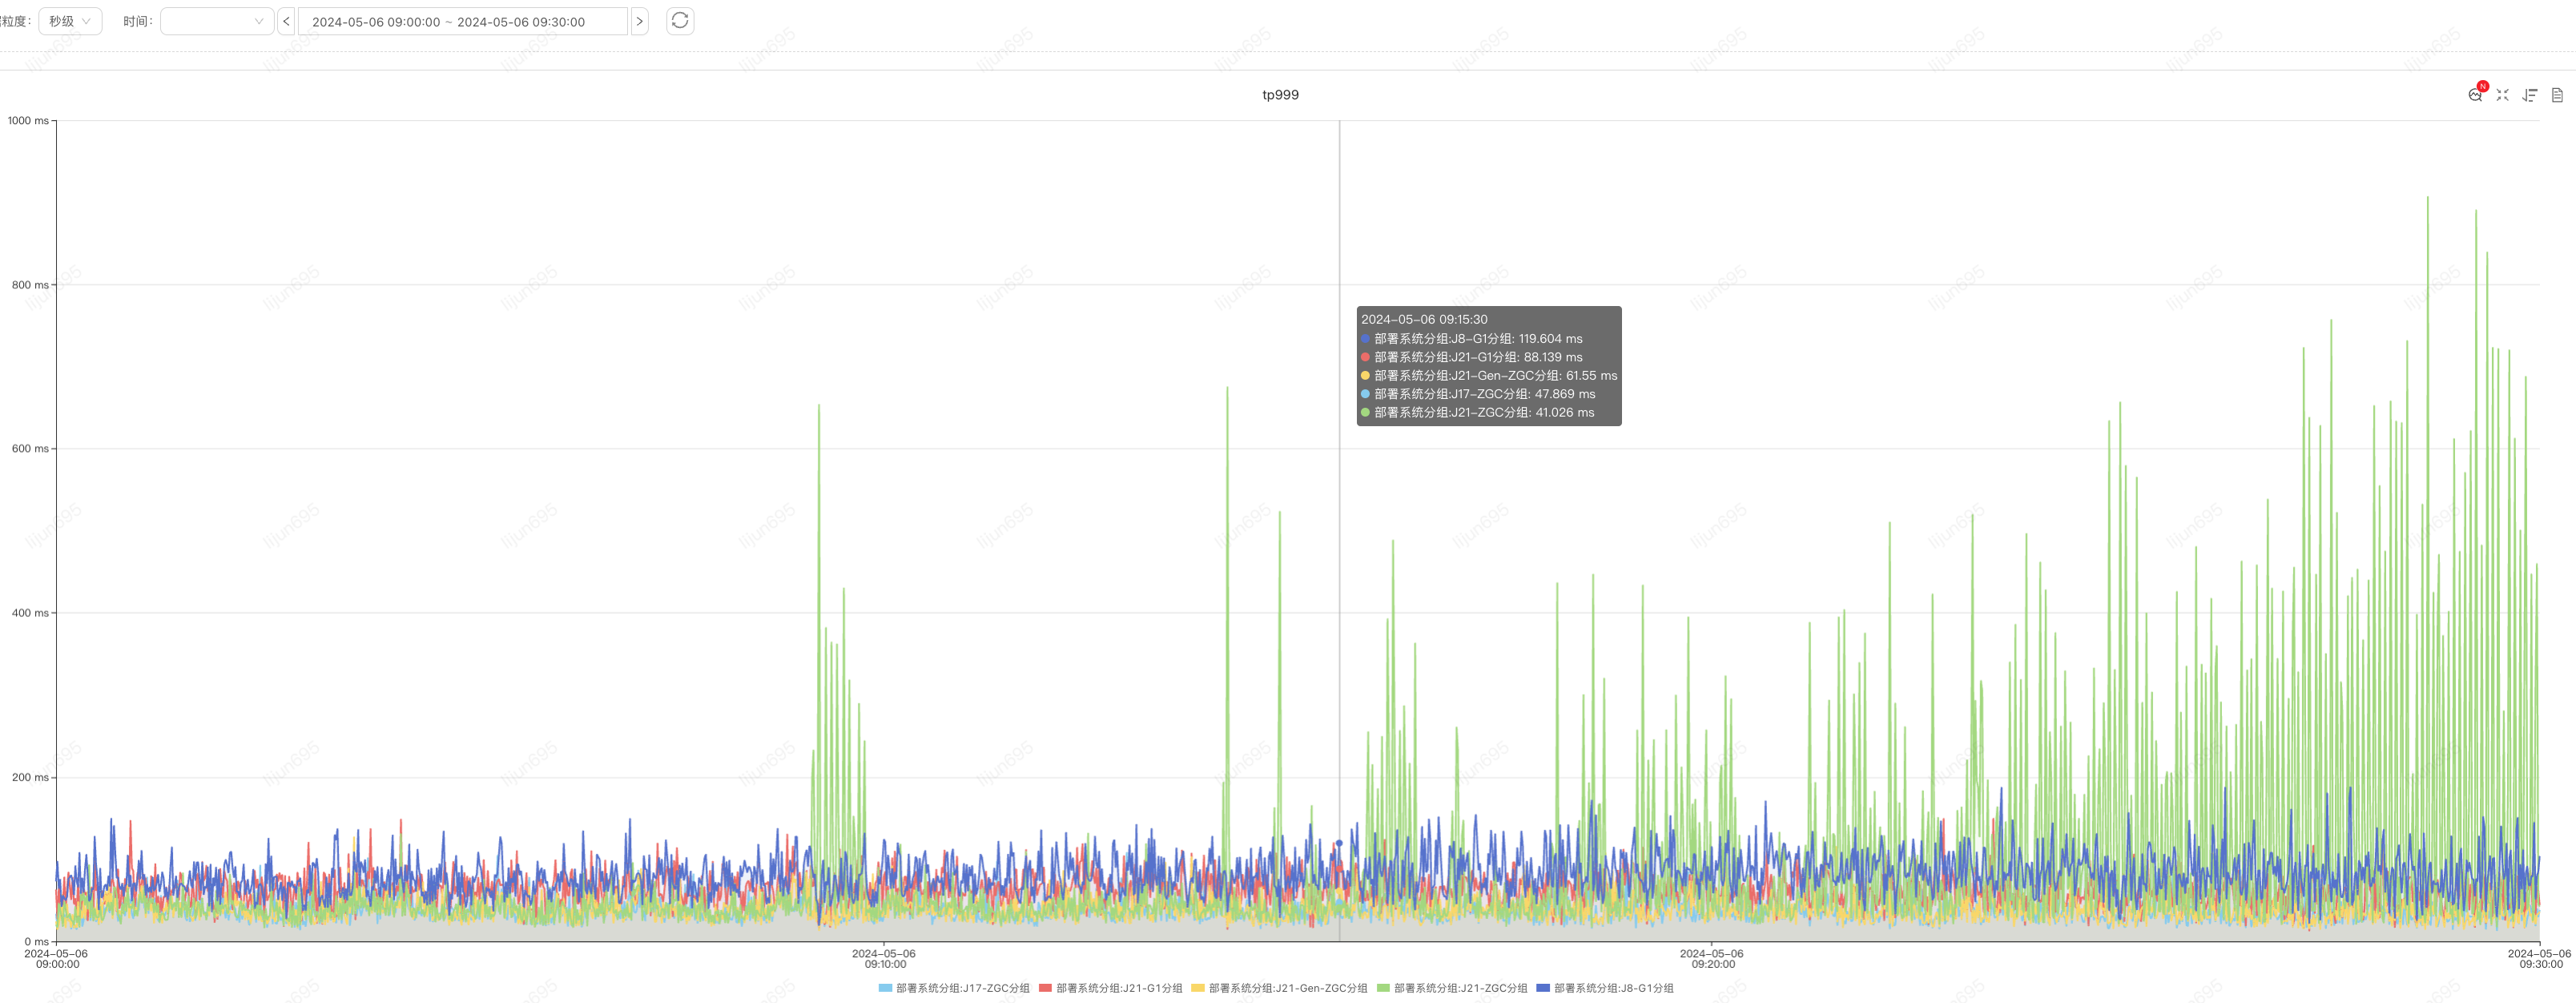 粒度: 秒级 时间: < 2024-05-06 09:00:00 ~ 2024-05-06 09:30:00 >
tp999
N
1000 ms
800 ms
600 ms
400 ms
200 ms
0 ms
2024-05-06 09:15:30
部署系统分组:J8-G1分组: 119.604 ms
部署系统分组:J21-G1分组: 88.139 ms
部署系统分组:J21-Gen-ZGC分组: 61.55 ms
部署系统分组:J17-ZGC分组: 47.869 ms
部署系统分组:J21-ZGC分组: 41.026 ms
2024-05-06 2024-05-06 2024-05-06 2024-05-06
09:00:00 09:10:00 09:20:00 09:30:00
部署系统分组:J17-ZGC分组 部署系统分组:J21-G1分组 部署系统分组:J21-Gen-ZGC分组 部署系统分组:J21-ZGC分组 部署系统分组:J8-G1分组
lijun695